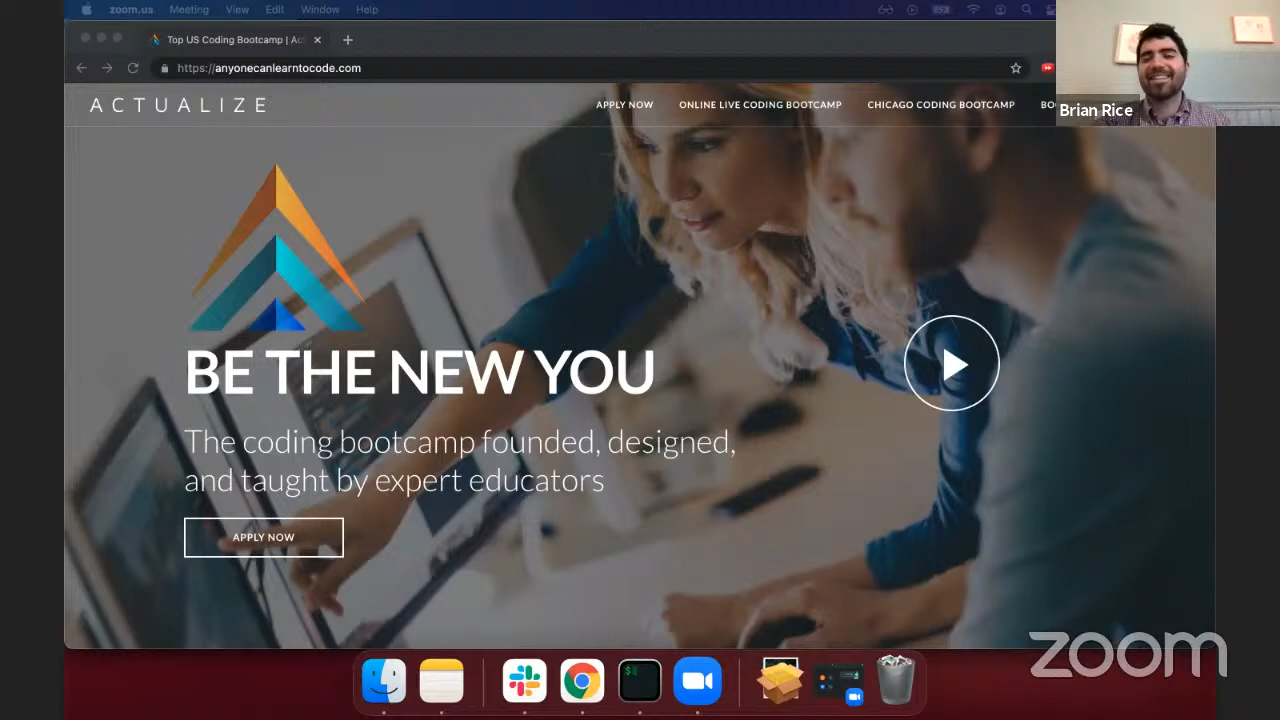 zoom.us Meeting View Edit Window Help
Top US Coding Bootcamp | Ac
https://anyonecanlearntocode.com
ACTUALIZE
APPLY NOW ONLINE LIVE CODING BOOTCAMP CHICAGO CODING BOOTCAMP BO
Brian Rice
BE THE NEW YOU
The coding bootcamp founded, designed,
and taught by expert educators
APPLY NOW
zoom